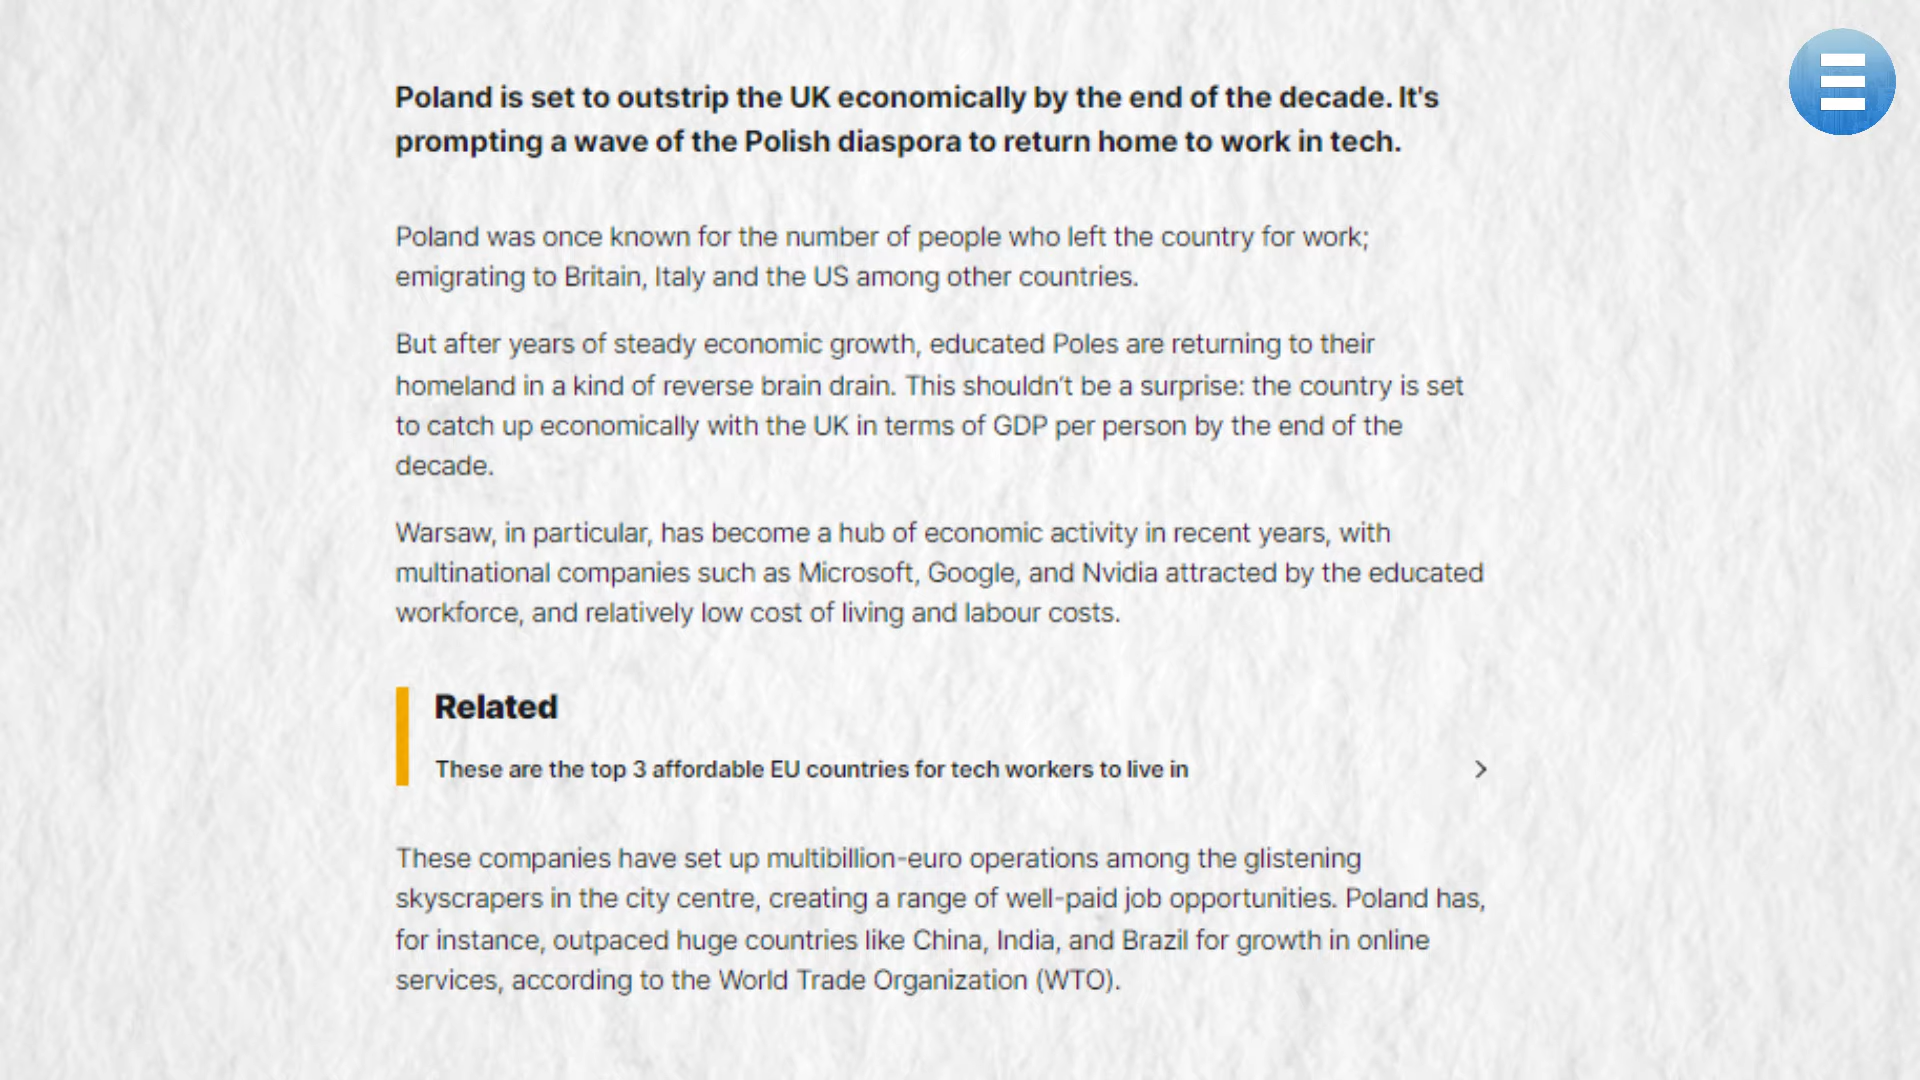 Poland is set to outstrip the UK economically by the end of the decade. It's
prompting a wave of the Polish diaspora to return home to work in tech.
Poland was once known for the number of people who left the country for work;
emigrating to Britain, Italy and the US among other countries.
But after years of steady economic growth, educated Poles are returning to their
homeland in a kind of reverse brain drain. This shouldn't be a surprise: the country is set
to catch up economically with the UK in terms of GDP per person by the end of the
decade.
Warsaw, in particular, has become a hub of economic activity in recent years, with
multinational companies such as Microsoft, Google, and Nvidia attracted by the educated
workforce, and relatively low cost of living and labour costs.
Related
These are the top 3 affordable EU countries for tech workers to live in
These companies have set up multibillion-euro operations among the glistening
skyscrapers in the city centre, creating a range of well-paid job opportunities. Poland has,
for instance, outpaced huge countries like China, India, and Brazil for growth in online
services, according to the World Trade Organization (WTO).